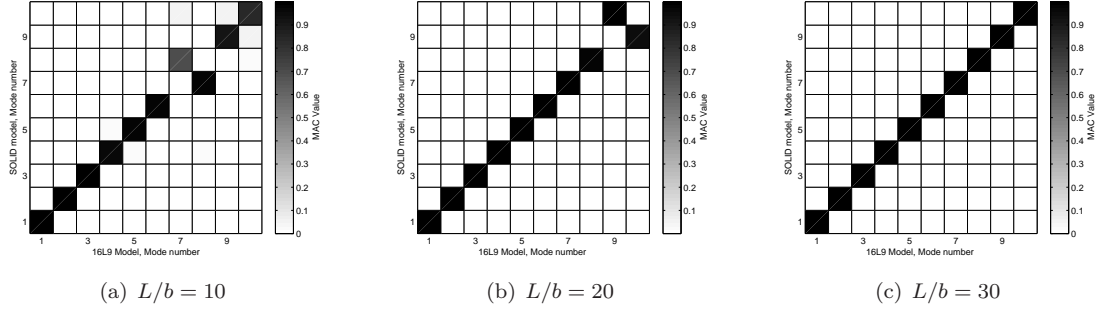 9
7
5
3
1
SOLID model, Mode number
1 3 5 7 9
16L9 Model, Mode number
0.9
0.8
0.7
0.6
0.5
0.4
0.3
0.2
0.1
0
MAC Value
(a) L/b = 10
9
7
5
3
1
SOLID model, Mode number
1 3 5 7 9
16L9 Model, Mode number
0.9
0.8
0.7
0.6
0.5
0.4
0.3
0.2
0.1
MAC Value
(b) L/b = 20
9
7
5
3
1
SOLID model, Mode number
1 3 5 7 9
16L9 Model, Mode number
0.9
0.8
0.7
0.6
0.5
0.4
0.3
0.2
0.1
0
MAC Value
(c) L/b = 30